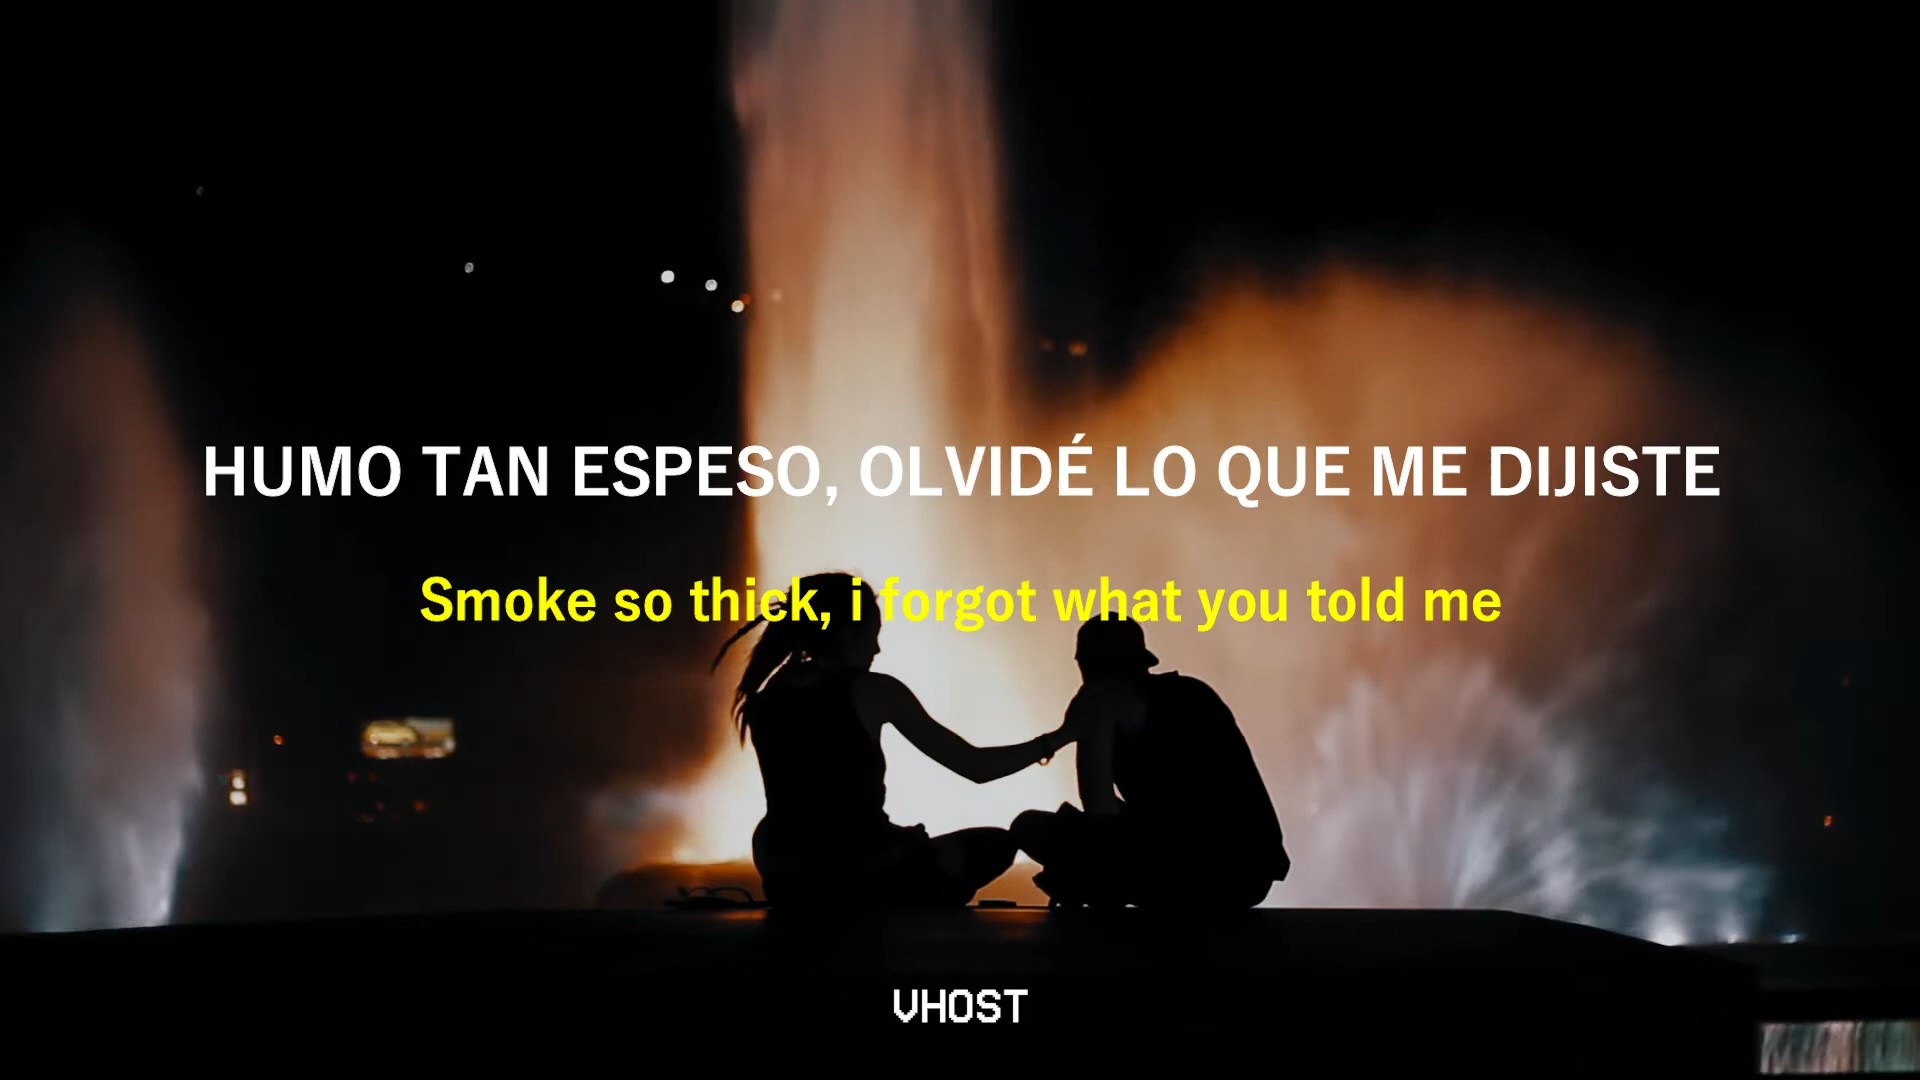 HUMO TAN ESPESO, OLVIDÉ LO QUE ME DIJISTE
Smoke so thick, i forgot what you told me
VHOST